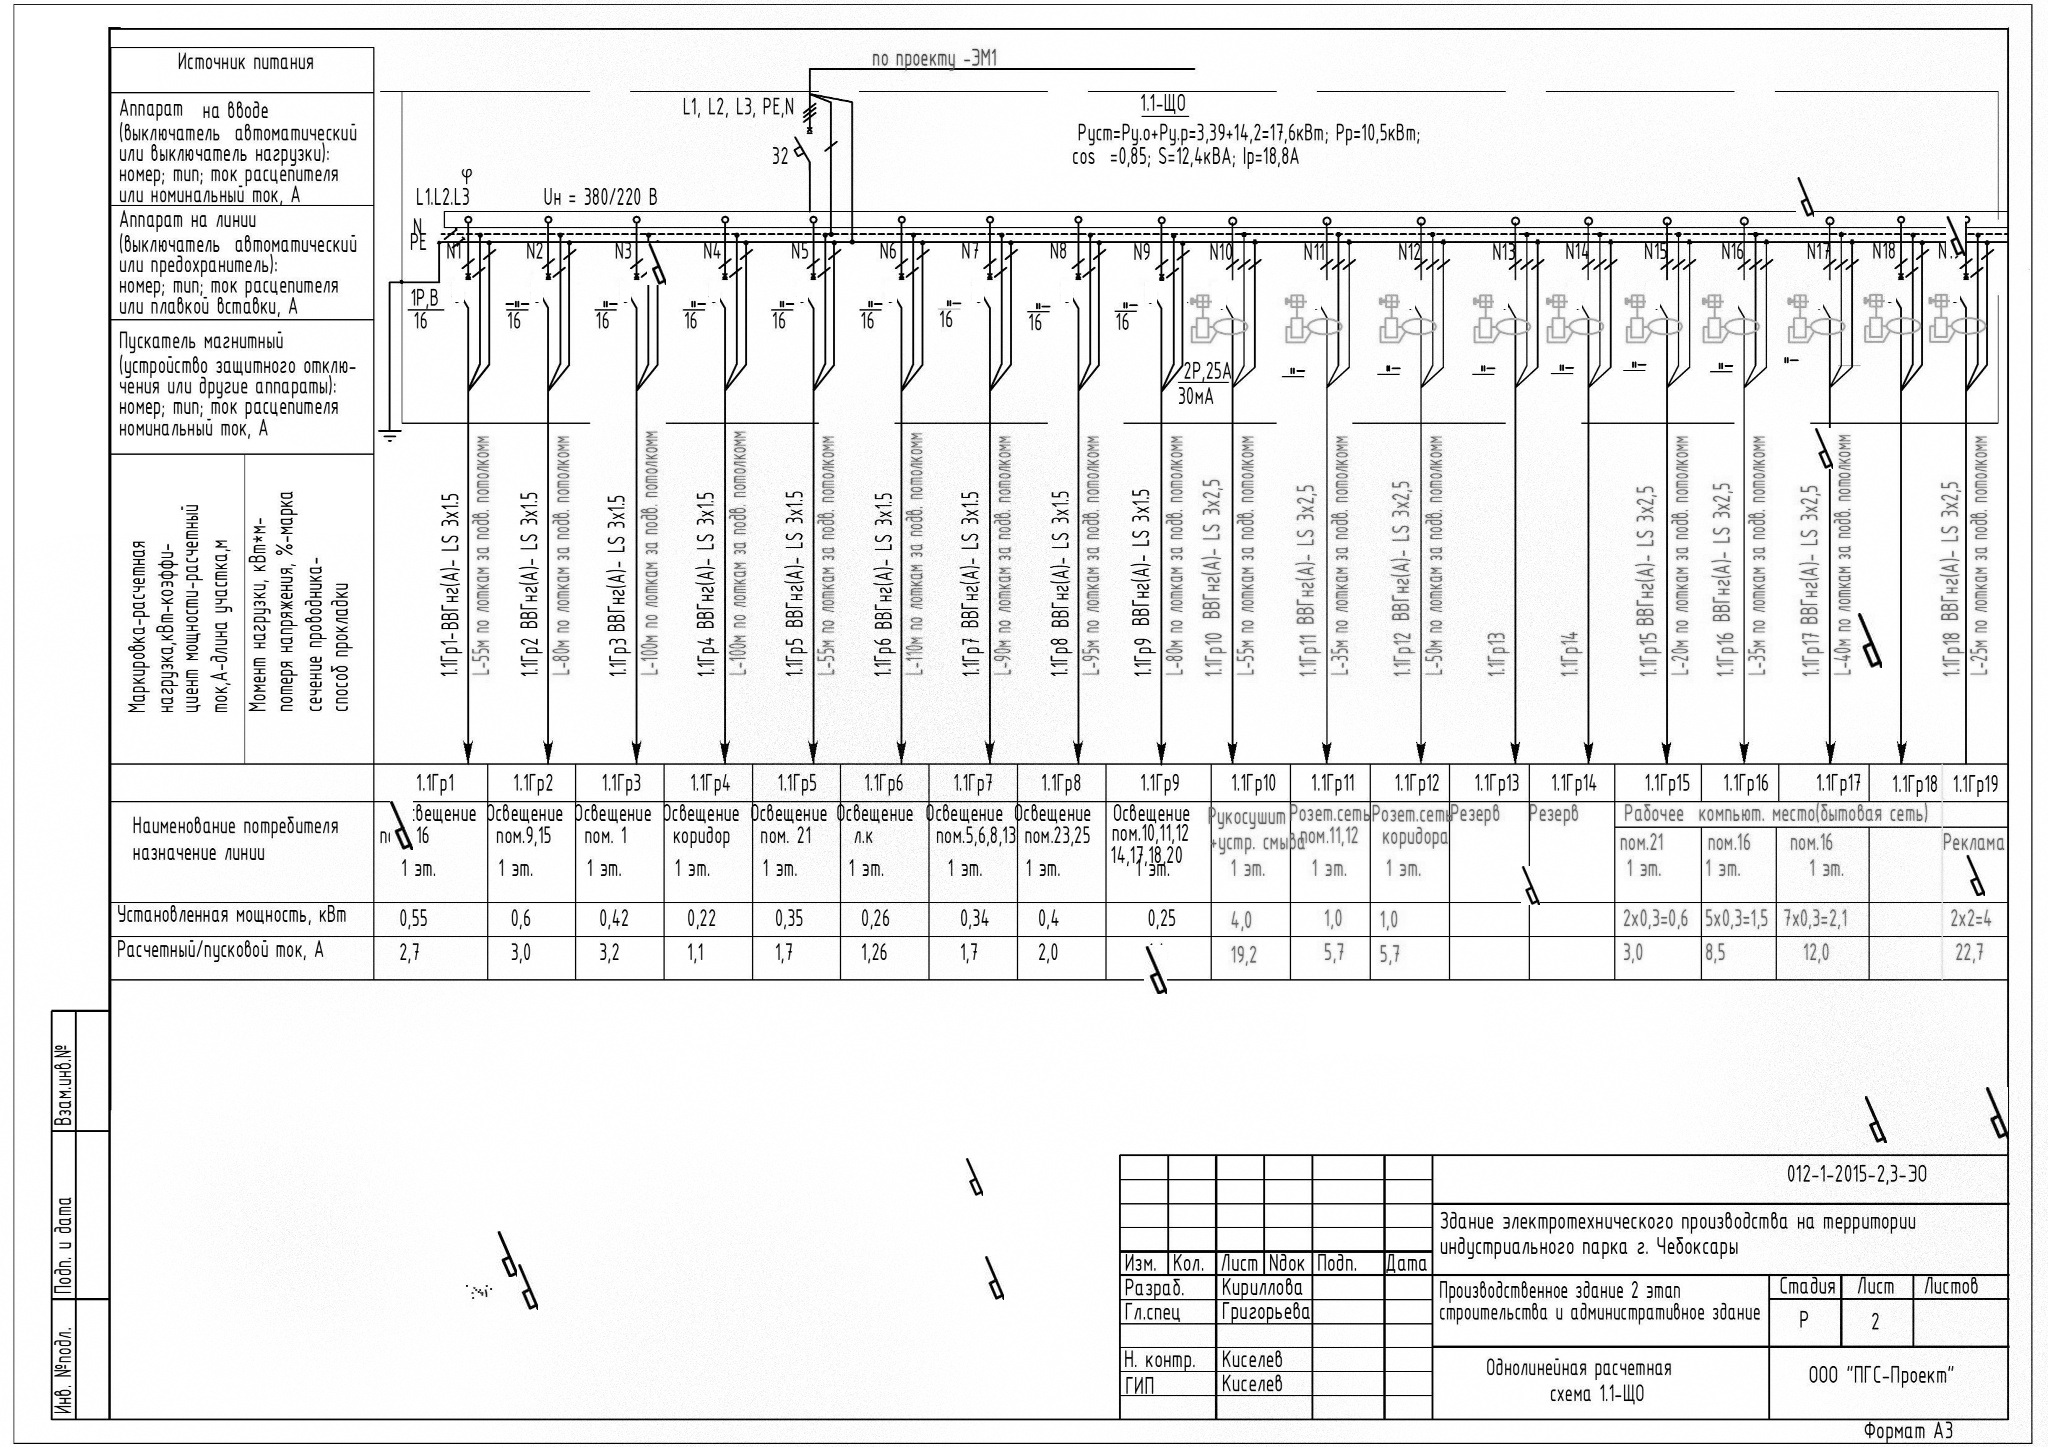 Источник питания
Аппарат на вводе
(выключатель автоматический
или выключатель нагрузки):
номер; тип; ток расцепителя
или номинальный ток, А
Аппарат на линии
(выключатель автоматический
или предохранитель):
номер; тип; ток расцепителя
или плавкой вставки, А
Пускатель магнитный
(устройство защитного отклю-
чения или другие аппараты):
номер; тип; ток расцепителя
номинальный ток, А
Маркировка-расчетная
нагрузка,кВт-коэффи-
циент мощности-расчетный
ток,А-длина участка,м
Момент нагрузки, кВт*м-
потеря напряжения, %-марка
сечение проводника-
способ прокладки
по проекту -ЭМ1
L1, L2, L3, PE,N
32
1.1-ЩО
Руст=Ру.о+Ру.р=3,39+14,2=17,6кВт; Рр=10,5кВт;
cos =0,85; S=12,4кВА; Iр=18,8А
φ
L1.L2.L3
Uн = 380/220 В
N
PE
N1 N2 N3 N4 N5 N6 N7 N8 N9 N10 N11 N12 N13 N14 N15 N16 N17 N18
1Р,В
16
16 16 16 16 16 16 16 16
2Р,25А
30мА
1.1Гр1-ВВГнг(А)- LS 3х1.5
L-55м по лоткам за подв. потолкомм
1.1Гр2 ВВГнг(А)- LS 3х1.5
L-80м по лоткам за подв. потолкомм
1.1Гр3 ВВГнг(А)- LS 3х1.5
L-100м по лоткам за подв. потолкомм
1.1Гр4 ВВГнг(А)- LS 3х1.5
L-100м по лоткам за подв. потолкомм
1.1Гр5 ВВГнг(А)- LS 3х1.5
L-55м по лоткам за подв. потолкомм
1.1Гр6 ВВГнг(А)- LS 3х1.5
L-110м по лоткам за подв. потолкомм
1.1Гр7 ВВГнг(А)- LS 3х1.5
L-90м по лоткам за подв. потолкомм
1.1Гр8 ВВГнг(А)- LS 3х1.5
L-95м по лоткам за подв. потолкомм
1.1Гр9 ВВГнг(А)- LS 3х1.5
L-80м по лоткам за подв. потолкомм
1.1Гр10 ВВГнг(А)- LS 3х2,5
L-55м по лоткам за подв. потолкомм
1.1Гр11 ВВГнг(А)- LS 3х2,5
L-35м по лоткам за подв. потолкомм
1.1Гр12 ВВГнг(А)- LS 3х2,5
L-50м по лоткам за подв. потолкомм
1.1Гр13
1.1Гр14
1.1Гр15 ВВГнг(А)- LS 3х2,5
L-20м по лоткам за подв. потолкомм
1.1Гр16 ВВГнг(А)- LS 3х2,5
L-35м по лоткам за подв. потолкомм
1.1Гр17 ВВГнг(А)- LS 3х2,5
L-40м по лоткам за подв. потолкомм
1.1Гр18 ВВГнг(А)- LS 3х2,5
L-25м по лоткам за подв. потолкомм
1.1Гр1 1.1Гр2 1.1Гр3 1.1Гр4 1.1Гр5 1.1Гр6 1.1Гр7 1.1Гр8 1.1Гр9 1.1Гр10 1.1Гр11 1.1Гр12 1.1Гр13 1.1Гр14 1.1Гр15 1.1Гр16 1.1Гр17 1.1Гр18 1.1Гр19
Наименование потребителя
назначение линии
16
1 эт.
Освещение
пом.9,15
1 эт.
Освещение
пом. 1
1 эт.
Освещение
коридор
1 эт.
Освещение
пом. 21
1 эт.
Освещение
л.к
1 эт.
Освещение
пом.5,6,8,13
1 эт.
Освещение
пом.23,25
1 эт.
Освещение
пом.10,11,12
14,17,18,20
1 эт.
Рукосушит
+устр. смыва
1 эт.
Розет.сеть
пом.11,12
1 эт.
Розет.сеть
коридора
1 эт.
Резерв
Резерв
Рабочее компьют. место(бытовая сеть)
пом.21
1 эт.
пом.16
1 эт.
пом.16
1 эт.
Реклама
Установленная мощность, кВт 0,55 0,6 0,42 0,22 0,35 0,26 0,34 0,4 0,25 4,0 1,0 1,0 2х0,3=0,6 5х0,3=1,5 7х0,3=2,1 2х2=4
Расчетный/пусковой ток, А 2,7 3,0 3,2 1,1 1,7 1,26 1,7 2,0 19,2 5,7 5,7 3,0 8,5 12,0 22,7
Взам.инв.№
Подп. и дата
Инв. №подл.
012-1-2015-2,3-ЭО
Здание электротехнического производства на территории
индустриального парка г. Чебоксары
Изм. Кол. Лист Nдок Подп. Дата
Разраб. Кириллова
Гл.спец Григорьева
Н. контр. Киселев
ГИП Киселев
Производственное здание 2 этап
строительства и административное здание
Стадия Лист Листов
Р 2
Однолинейная расчетная
схема 1.1-ЩО
ООО "ПГС-Проект"
Формат А3